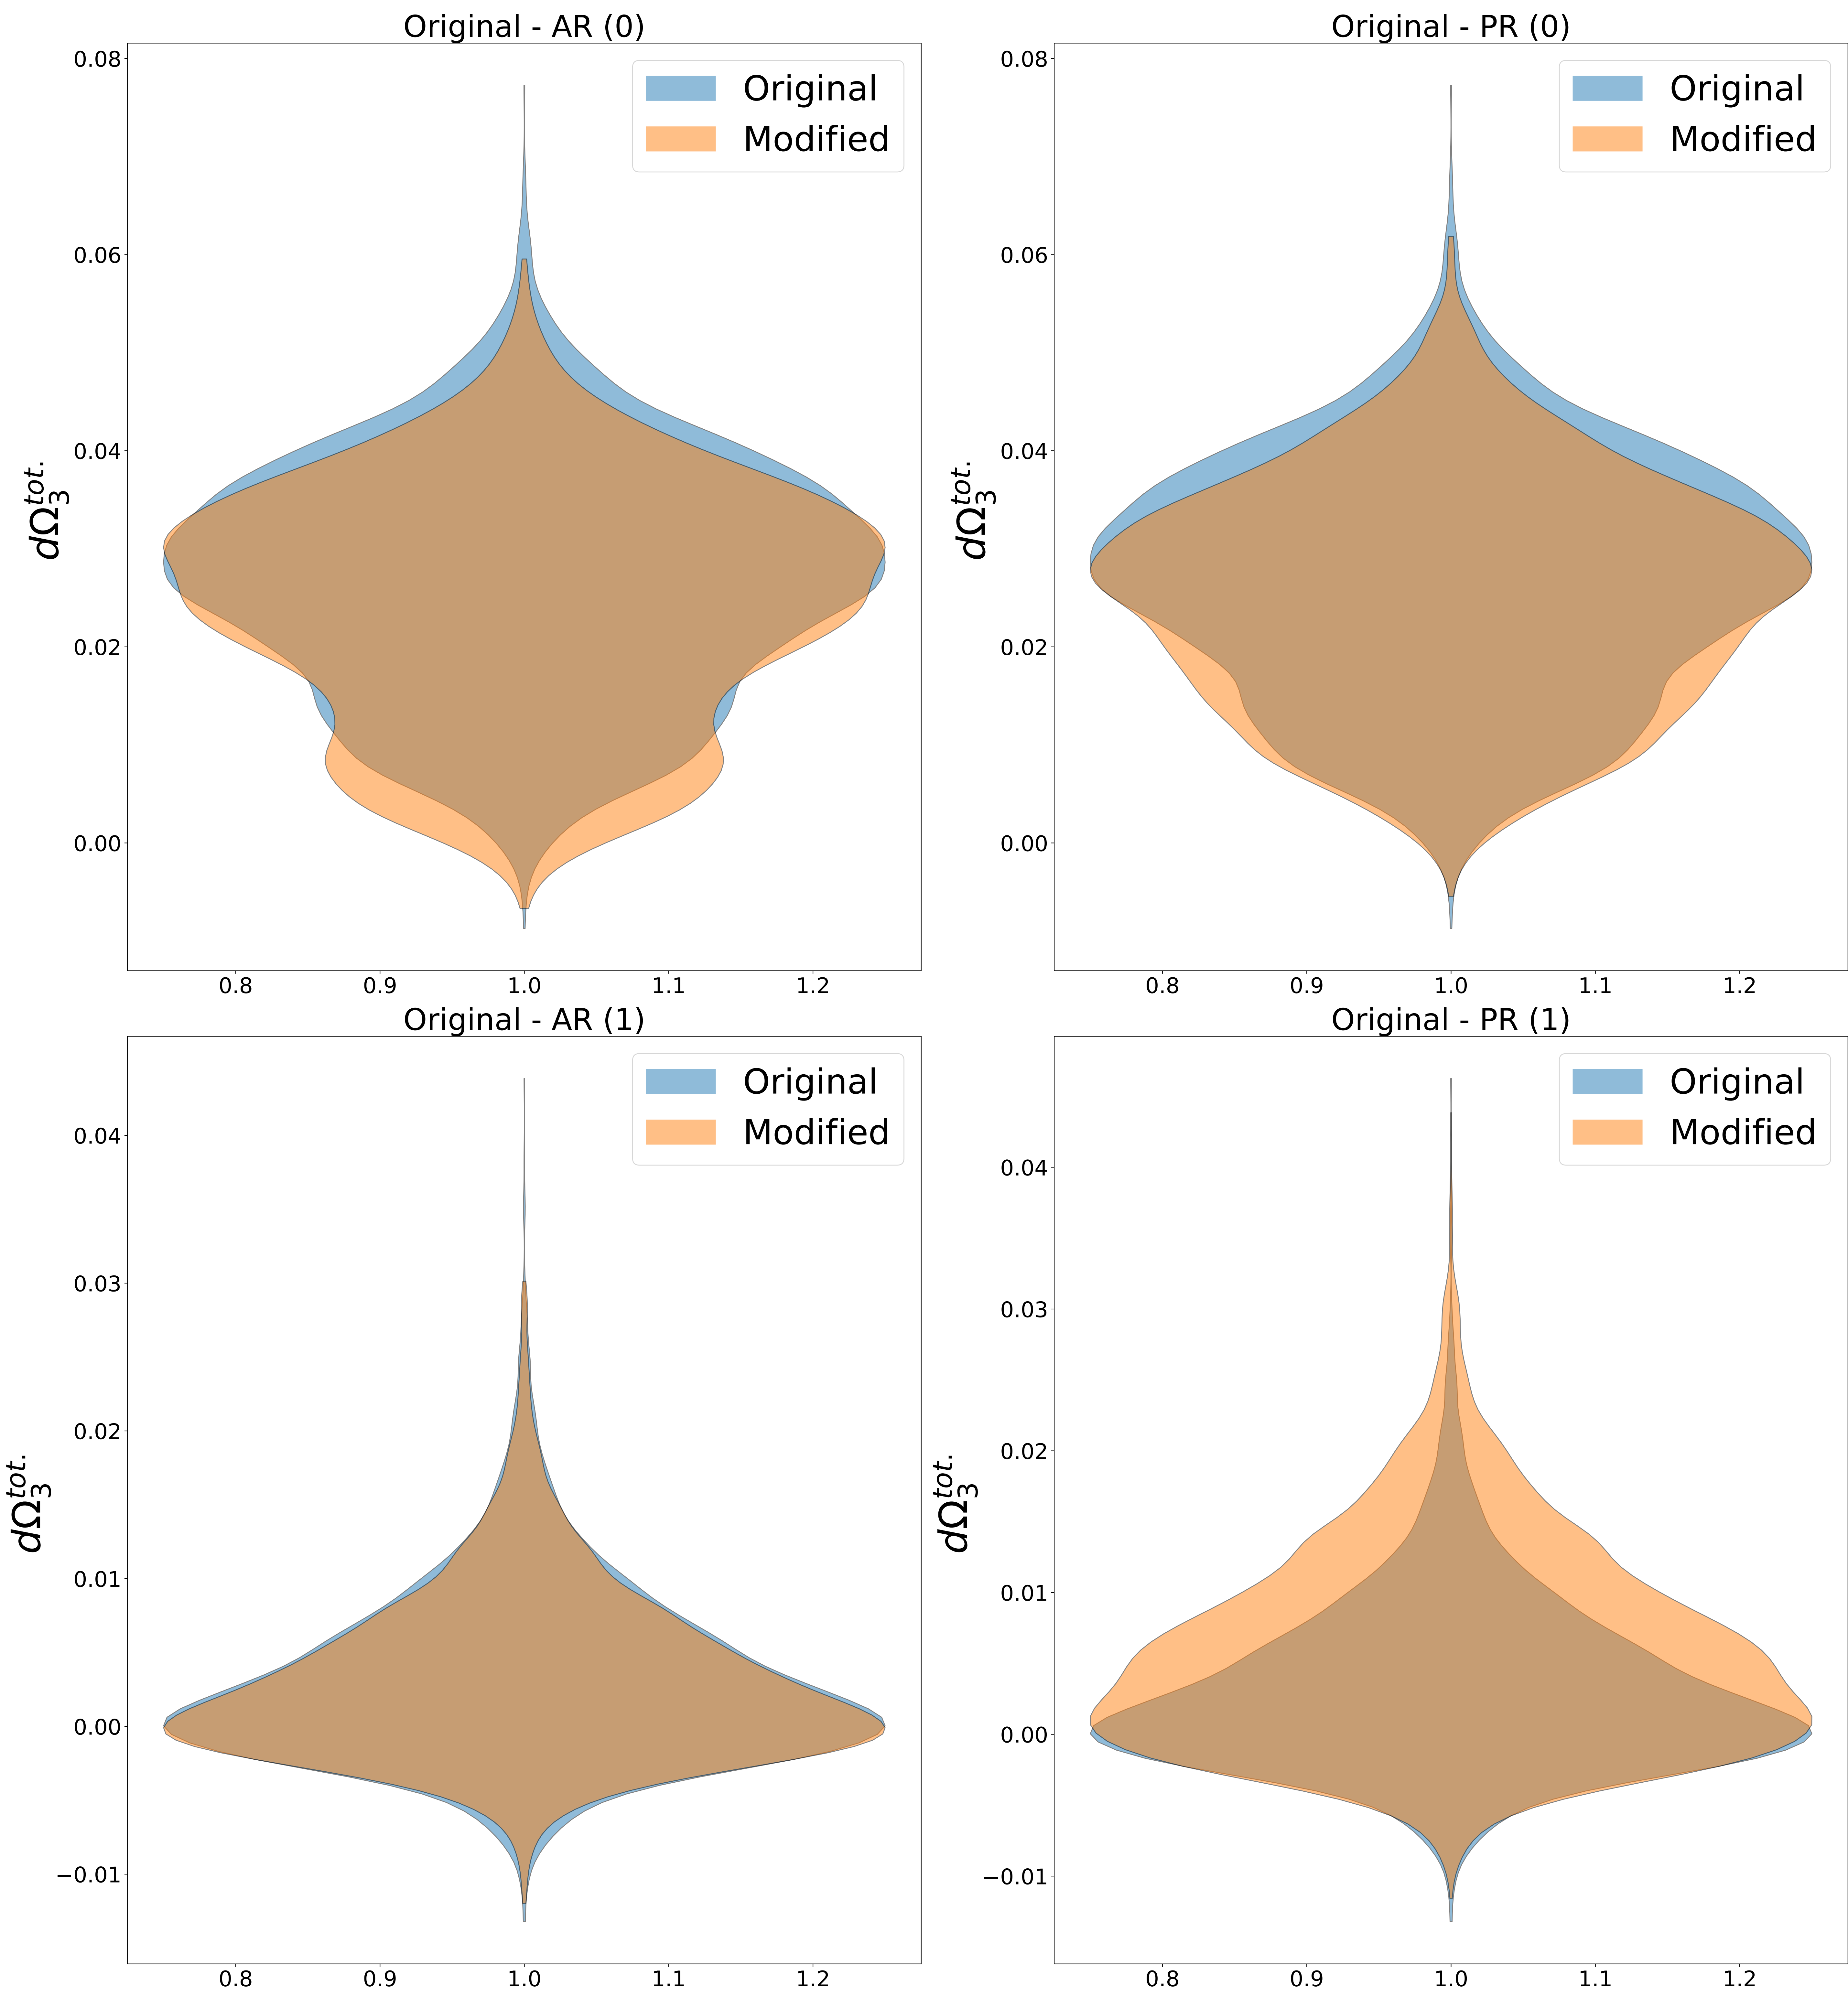 Original - AR (0)
0.08
0.06
0.04
0.02
0.00
dΩ₃ᵗᵒᵗ·
Original
Modified
0.8 0.9 1.0 1.1 1.2
Original - PR (0)
0.08
0.06
0.04
0.02
0.00
dΩ₃ᵗᵒᵗ·
Original
Modified
0.8 0.9 1.0 1.1 1.2
Original - AR (1)
0.04
0.03
0.02
0.01
0.00
−0.01
dΩ₃ᵗᵒᵗ·
Original
Modified
0.8 0.9 1.0 1.1 1.2
Original - PR (1)
0.04
0.03
0.02
0.01
0.00
−0.01
dΩ₃ᵗᵒᵗ·
Original
Modified
0.8 0.9 1.0 1.1 1.2